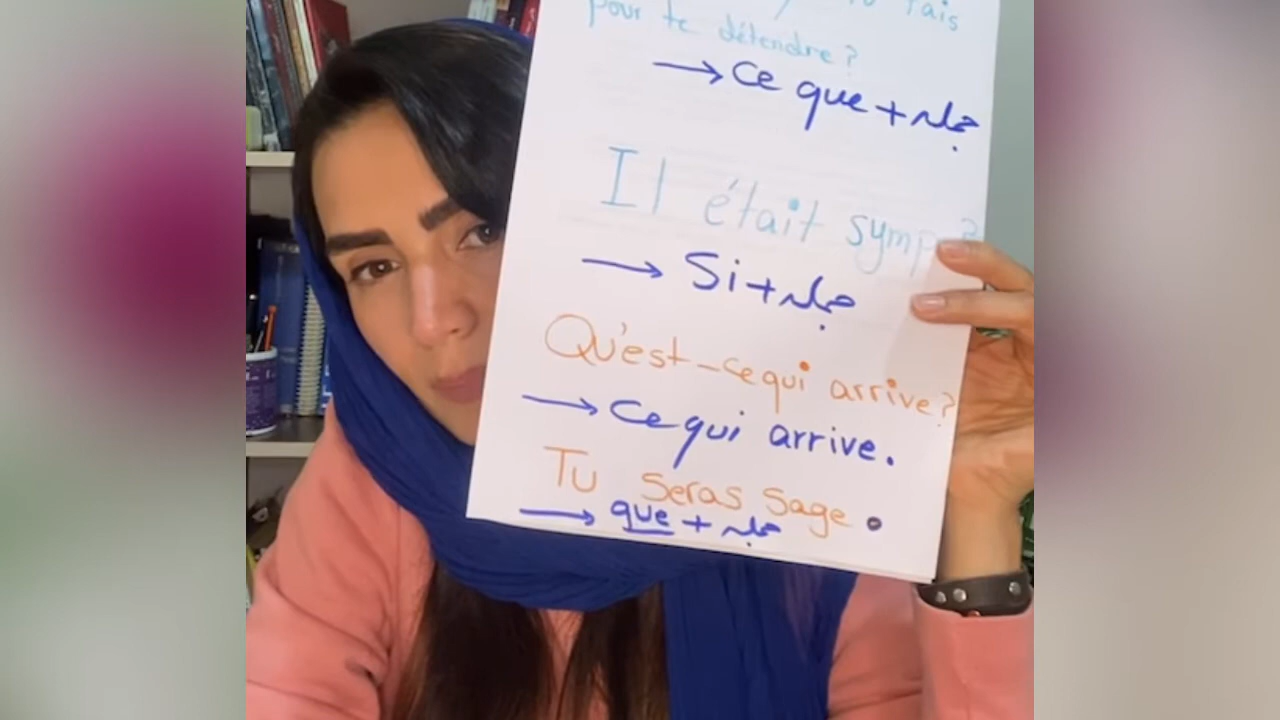 fais
pour te détendre?
→ Ce que + جمله
Il était symp ?
→ Si + جمله
Qu'est-ce qui arrive?
→ Ce qui arrive.
Tu seras sage.
→ que + جمله